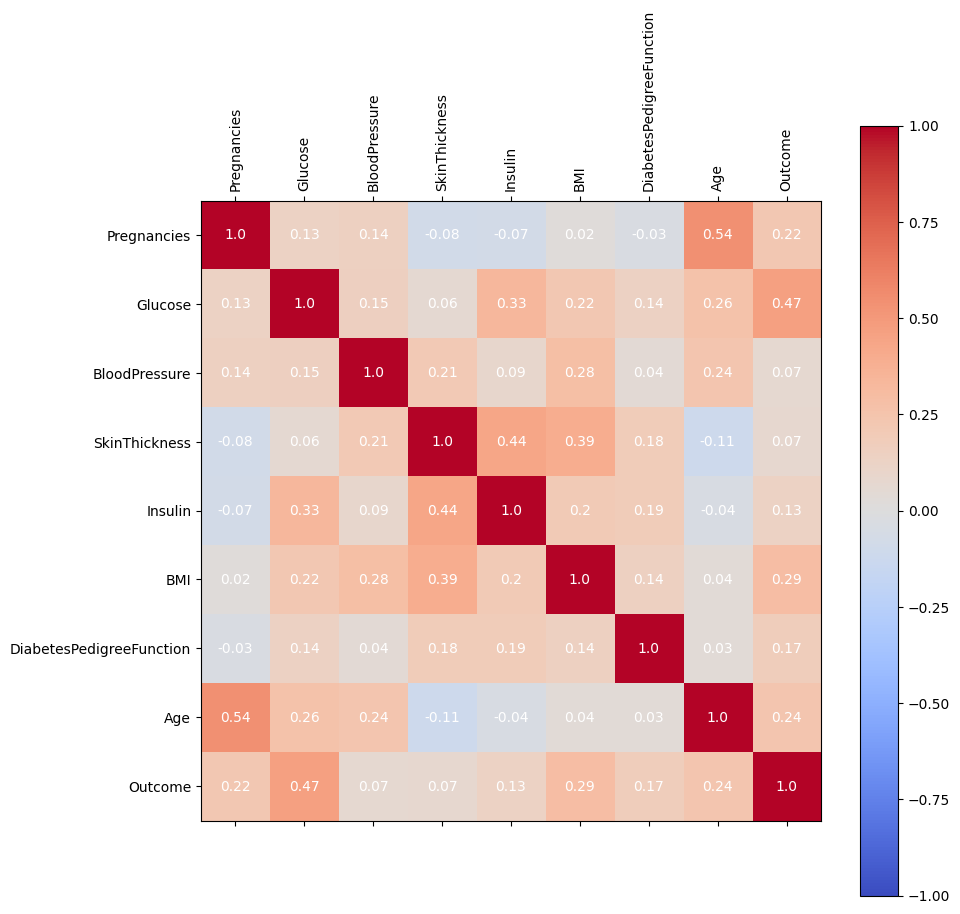 Pregnancies Glucose BloodPressure SkinThickness Insulin BMI DiabetesPedigreeFunction Age Outcome
Pregnancies 1.0 0.13 0.14 -0.08 -0.07 0.02 -0.03 0.54 0.22
Glucose 0.13 1.0 0.15 0.06 0.33 0.22 0.14 0.26 0.47
BloodPressure 0.14 0.15 1.0 0.21 0.09 0.28 0.04 0.24 0.07
SkinThickness -0.08 0.06 0.21 1.0 0.44 0.39 0.18 -0.11 0.07
Insulin -0.07 0.33 0.09 0.44 1.0 0.2 0.19 -0.04 0.13
BMI 0.02 0.22 0.28 0.39 0.2 1.0 0.14 0.04 0.29
DiabetesPedigreeFunction -0.03 0.14 0.04 0.18 0.19 0.14 1.0 0.03 0.17
Age 0.54 0.26 0.24 -0.11 -0.04 0.04 0.03 1.0 0.24
Outcome 0.22 0.47 0.07 0.07 0.13 0.29 0.17 0.24 1.0
1.00
0.75
0.50
0.25
0.00
−0.25
−0.50
−0.75
−1.00